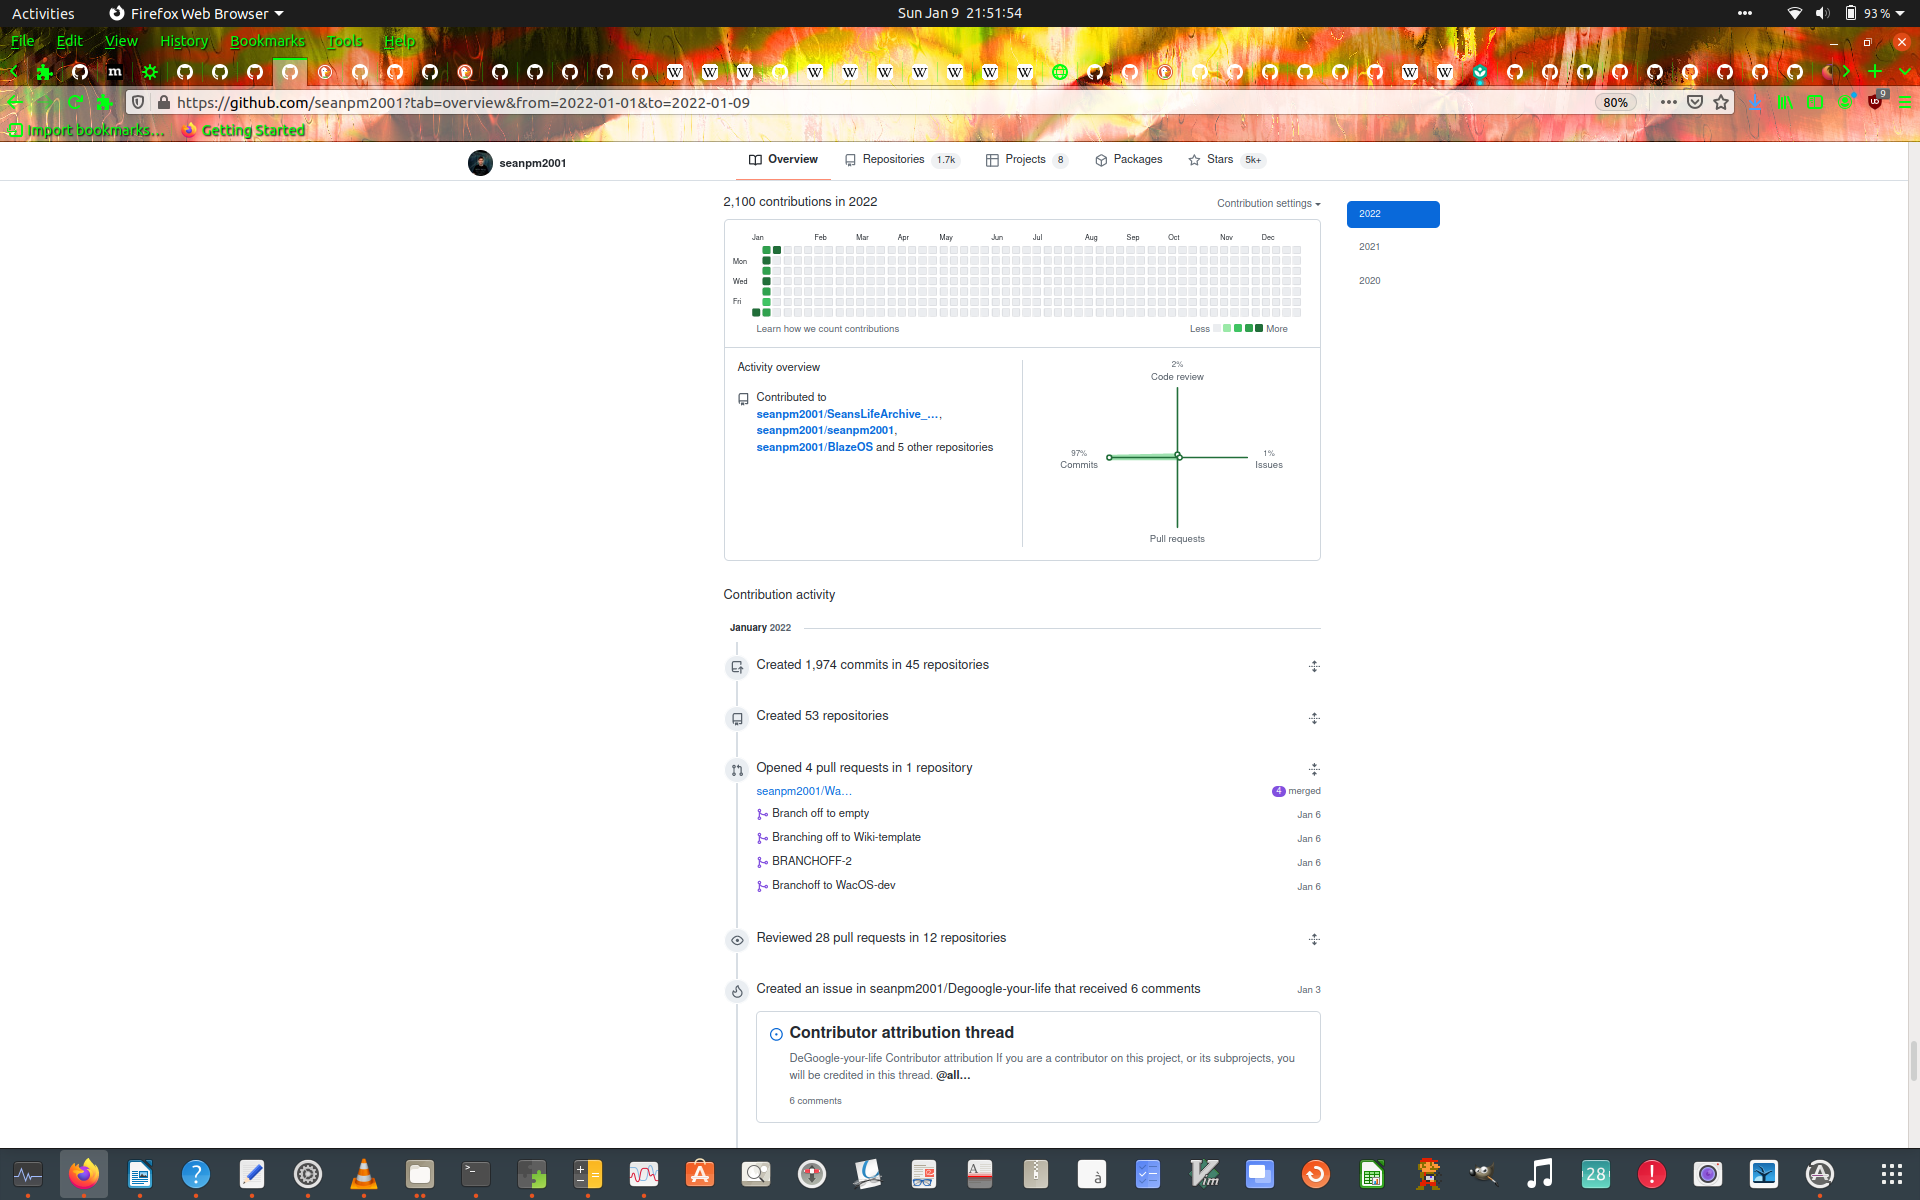 Activities
Firefox Web Browser
Sun Jan 9 21:51:54
93 %
File Edit View History Bookmarks Tools Help
https://github.com/seanpm2001?tab=overview&from=2022-01-01&to=2022-01-09
80%
9
Import bookmarks...
Getting Started
seanpm2001
Overview
Repositories 1.7k
Projects 8
Packages
Stars 5k+
2,100 contributions in 2022
Contribution settings
2022
2021
2020
Jan Feb Mar Apr May Jun Jul Aug Sep Oct Nov Dec
Mon
Wed
Fri
Learn how we count contributions
Less
More
Activity overview
Contributed to
seanpm2001/SeansLifeArchive_...,
seanpm2001/seanpm2001,
seanpm2001/BlazeOS and 5 other repositories
2%
Code review
97%
Commits
1%
Issues
Pull requests
Contribution activity
January 2022
Created 1,974 commits in 45 repositories
Created 53 repositories
Opened 4 pull requests in 1 repository
seanpm2001/Wa...
4 merged
Branch off to empty
Jan 6
Branching off to Wiki-template
Jan 6
BRANCHOFF-2
Jan 6
Branchoff to WacOS-dev
Jan 6
Reviewed 28 pull requests in 12 repositories
Created an issue in seanpm2001/Degoogle-your-life that received 6 comments
Jan 3
Contributor attribution thread
DeGoogle-your-life Contributor attribution If you are a contributor on this project, or its subprojects, you
will be credited in this thread. @all...
6 comments
28